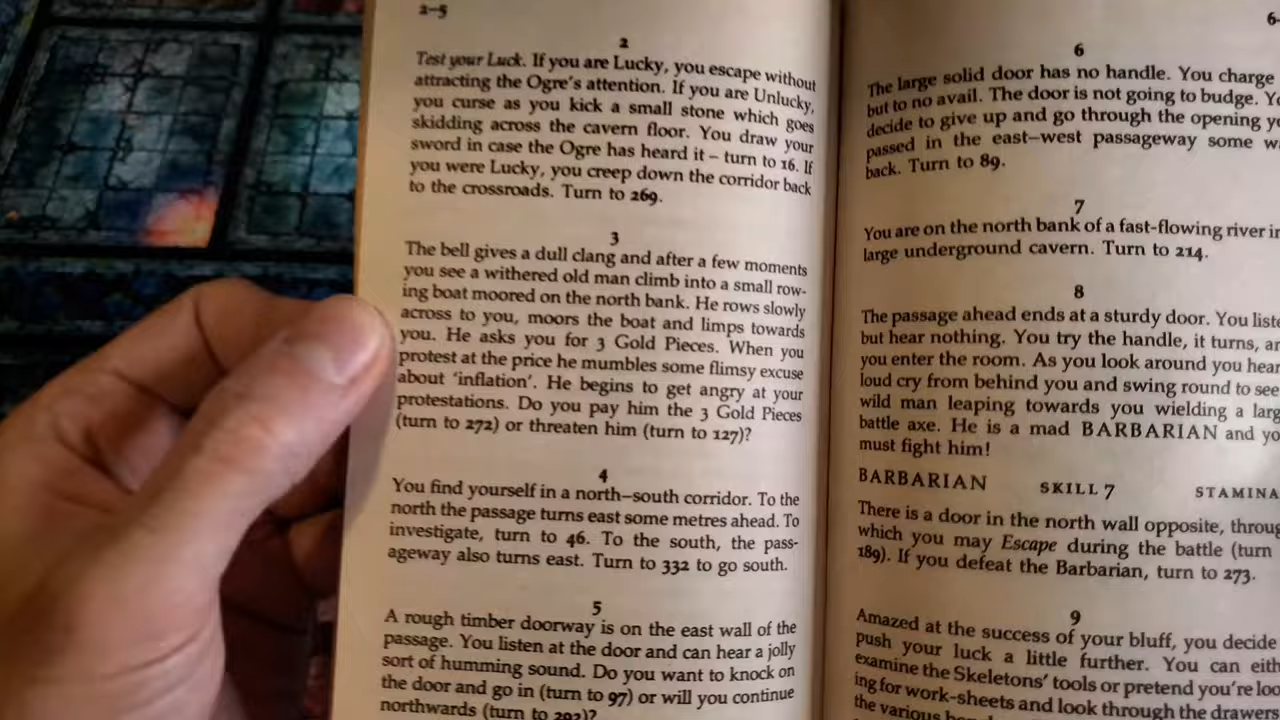 2–5
2
Test your Luck. If you are Lucky, you escape without
attracting the Ogre's attention. If you are Unlucky,
you curse as you kick a small stone which goes
skidding across the cavern floor. You draw your
sword in case the Ogre has heard it – turn to 16. If
you were Lucky, you creep down the corridor back
to the crossroads. Turn to 269.
3
The bell gives a dull clang and after a few moments
you see a withered old man climb into a small row-
ing boat moored on the north bank. He rows slowly
across to you, moors the boat and limps towards
you. He asks you for 3 Gold Pieces. When you
protest at the price he mumbles some flimsy excuse
about 'inflation'. He begins to get angry at your
protestations. Do you pay him the 3 Gold Pieces
(turn to 272) or threaten him (turn to 127)?
4
You find yourself in a north–south corridor. To the
north the passage turns east some metres ahead. To
investigate, turn to 46. To the south, the pass-
ageway also turns east. Turn to 332 to go south.
5
A rough timber doorway is on the east wall of the
passage. You listen at the door and can hear a jolly
sort of humming sound. Do you want to knock on
the door and go in (turn to 97) or will you continue
northwards (turn to 292)?
6-
6
The large solid door has no handle. You charge
but to no avail. The door is not going to budge.
decide to give up and go through the opening
passed in the east–west passageway some
back. Turn to 89.
7
You are on the north bank of a fast-flowing river
large underground cavern. Turn to 214.
8
The passage ahead ends at a sturdy door. You
but hear nothing. You try the handle, it turns,
you enter the room. As you look around you hear
loud cry from behind you and swing round to see
wild man leaping towards you wielding a
battle axe. He is a mad BARBARIAN and
must fight him!
BARBARIAN SKILL 7 STAMINA
There is a door in the north wall opposite,
which you may Escape during the battle (turn
189). If you defeat the Barbarian, turn to 273.
9
Amazed at the success of your bluff, you decide
push your luck a little further. You can
examine the Skeletons' tools or pretend you're
ing for work-sheets and look through the drawers
the various